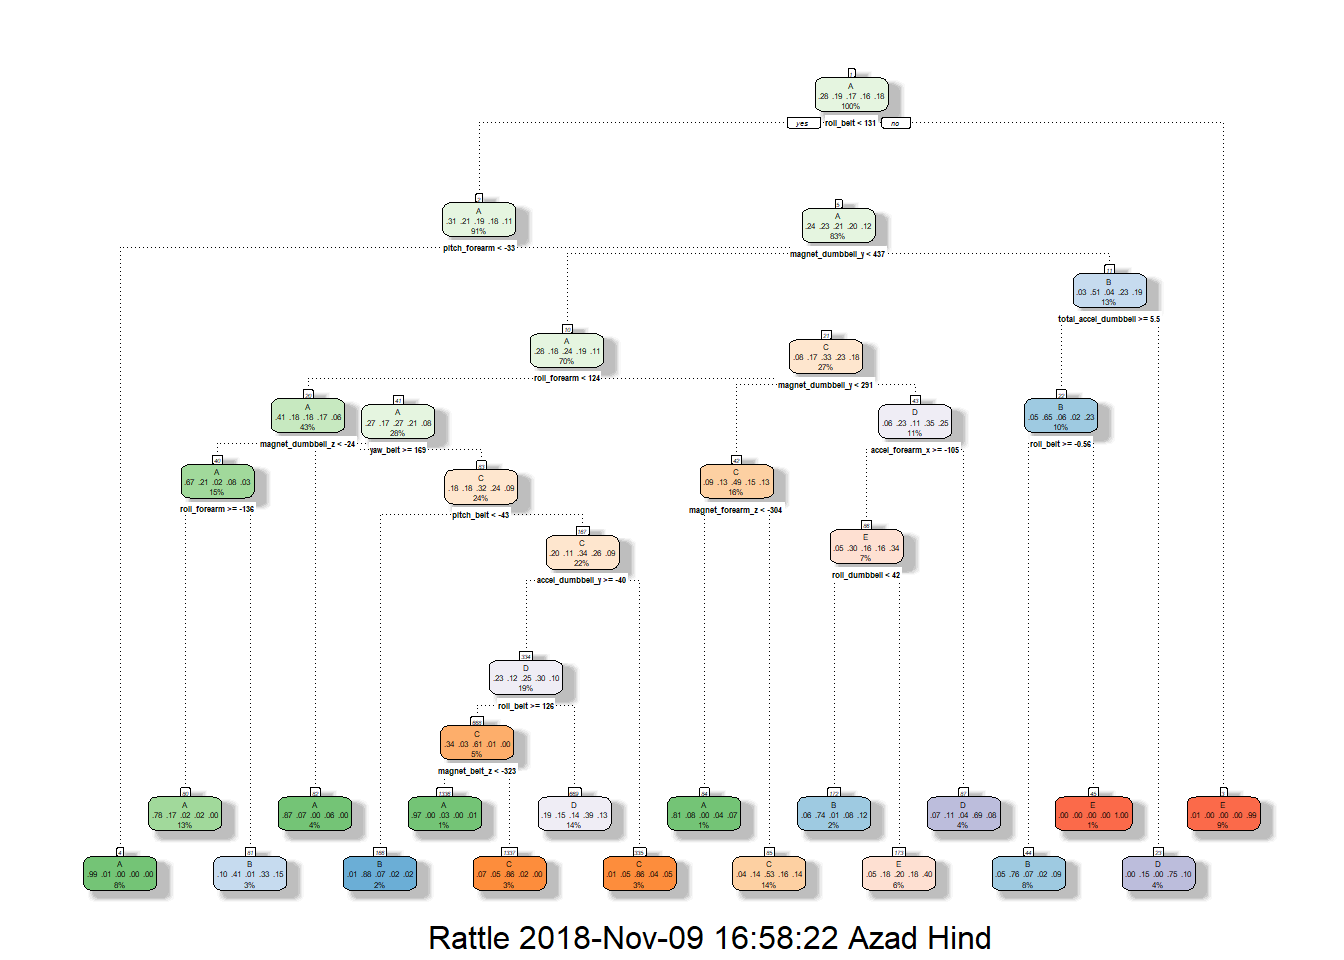 1
A
.28 .19 .17 .16 .18
100%
yes roll_belt < 131 no
2
A
.31 .21 .19 .18 .11
91%
pitch_forearm < -33
5
A
.24 .23 .21 .20 .12
83%
magnet_dumbbell_y < 437
11
B
.03 .51 .04 .23 .19
13%
total_accel_dumbbell >= 5.5
10
A
.28 .18 .24 .19 .11
70%
roll_forearm < 124
21
C
.08 .17 .33 .23 .18
27%
magnet_dumbbell_y < 291
20
A
.41 .18 .18 .17 .06
43%
magnet_dumbbell_z < -24
41
A
.27 .17 .27 .21 .08
28%
yaw_belt >= 169
43
D
.06 .23 .11 .35 .25
11%
accel_forearm_x >= -105
22
B
.05 .65 .06 .02 .23
10%
roll_belt >= -0.56
40
A
.67 .21 .02 .08 .03
15%
roll_forearm >= -136
83
C
.18 .18 .32 .24 .09
24%
pitch_belt < -43
42
C
.09 .13 .49 .15 .13
16%
magnet_forearm_z < -304
167
C
.20 .11 .34 .26 .09
22%
accel_dumbbell_y >= -40
86
E
.05 .30 .16 .16 .34
7%
roll_dumbbell < 42
334
D
.23 .12 .25 .30 .10
19%
roll_belt >= 126
668
C
.34 .03 .61 .01 .00
5%
magnet_belt_z < -323
80
A
.78 .17 .02 .02 .00
13%
82
A
.87 .07 .00 .06 .00
4%
1336
A
.97 .00 .03 .00 .01
1%
669
D
.19 .15 .14 .39 .13
14%
84
A
.81 .08 .00 .04 .07
1%
172
B
.06 .74 .01 .08 .12
2%
87
D
.07 .11 .04 .69 .08
4%
45
E
.00 .00 .00 .00 1.00
1%
3
E
.01 .00 .00 .00 .99
9%
4
A
.99 .01 .00 .00 .00
8%
81
B
.10 .41 .01 .33 .15
3%
166
B
.01 .88 .07 .02 .02
2%
1337
C
.07 .05 .86 .02 .00
3%
335
C
.01 .05 .86 .04 .05
3%
85
C
.04 .14 .53 .16 .14
14%
173
E
.05 .18 .20 .18 .40
6%
44
B
.05 .76 .07 .02 .09
8%
23
D
.00 .15 .00 .75 .10
4%
Rattle 2018-Nov-09 16:58:22 Azad Hind